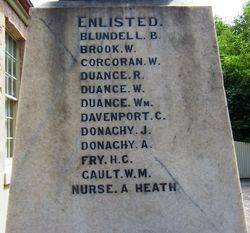 ENLISTED.
BLUNDELL. B.
BROOK. W.
CORCORAN. W.
DUANCE. R.
DUANCE. W.
DUANCE. WM.
DAVENPORT. C.
DONACHY. J.
DONACHY. A.
FRY. H.C.
GAULT. W.M.
NURSE. A HEATH